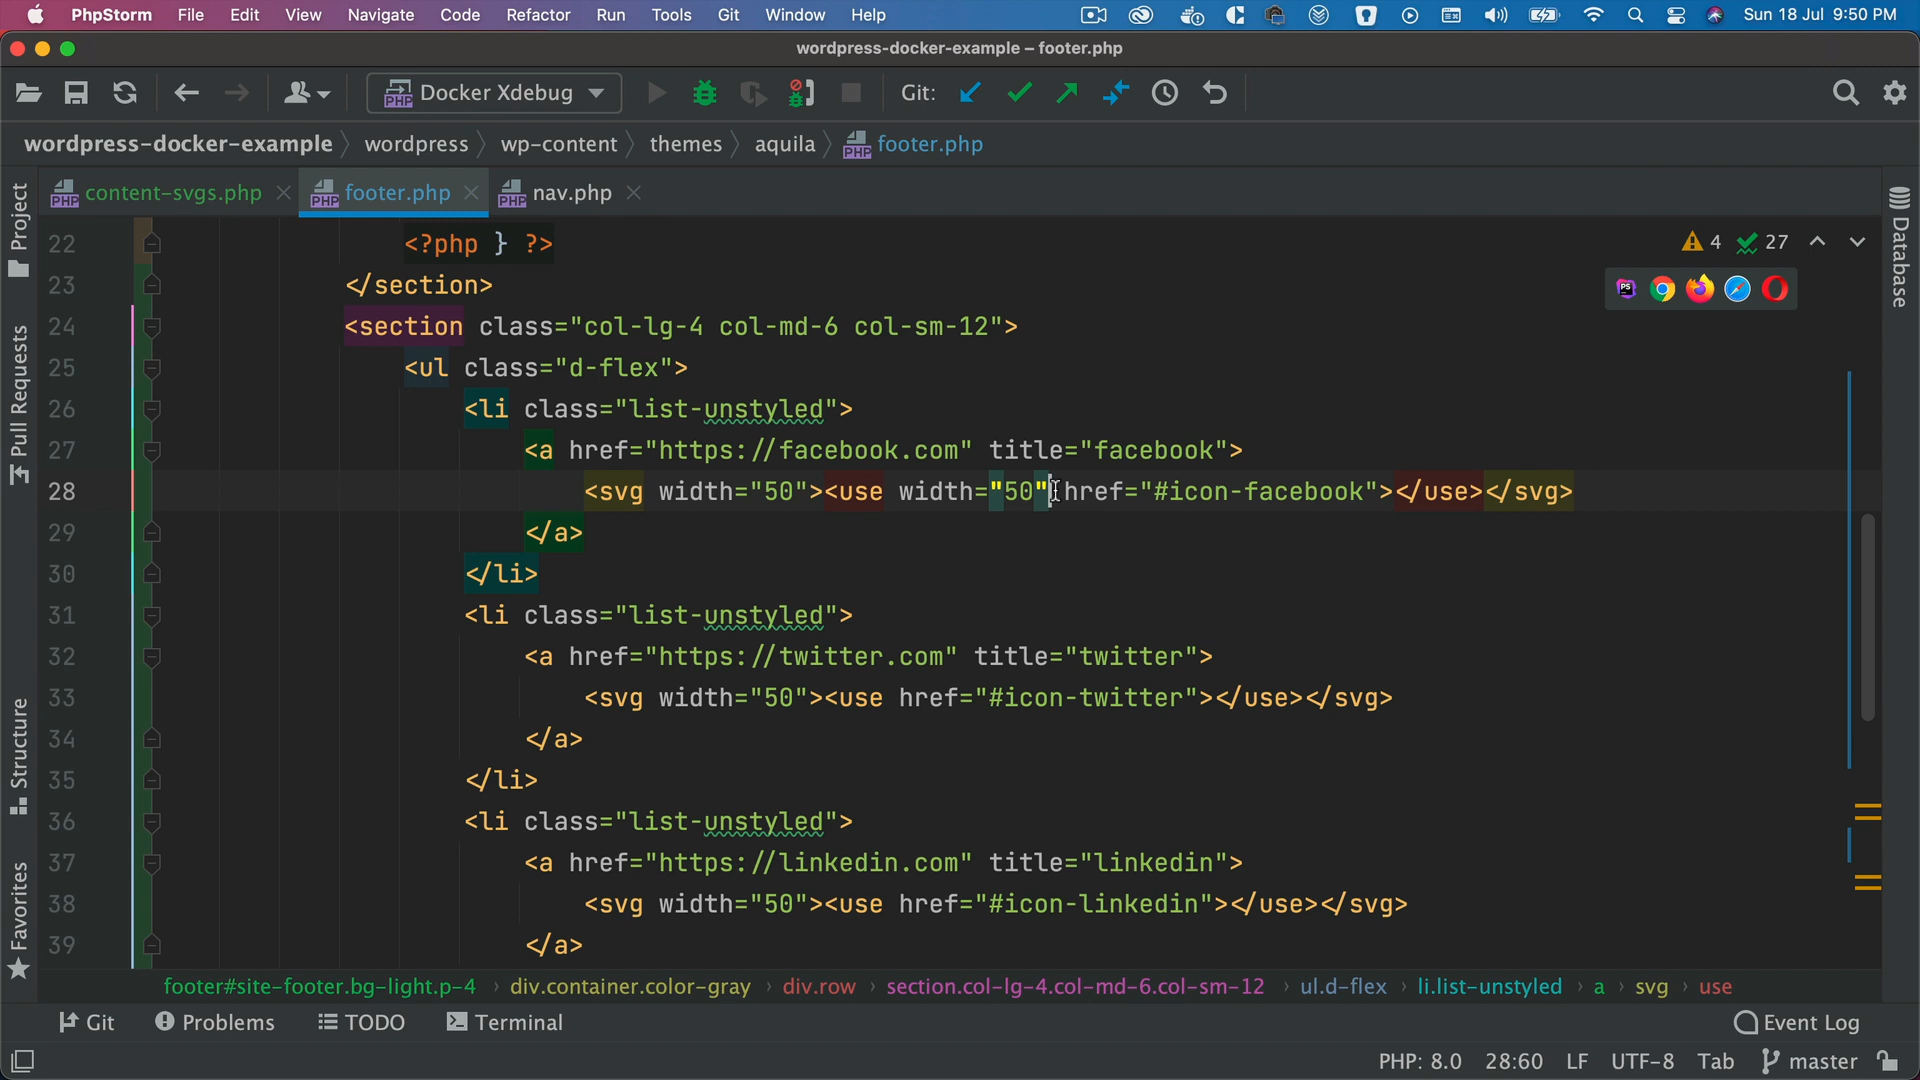 PhpStorm File Edit View Navigate Code Refactor Run Tools Git Window Help Sun 18 Jul 9:50 PM
wordpress-docker-example – footer.php
PHP Docker Xdebug Git:
wordpress-docker-example wordpress wp-content themes aquila PHP footer.php
PHP content-svgs.php PHP footer.php PHP nav.php
Project
Pull Requests
Structure
Favorites
Database
4 27
PS
22 <?php } ?>
23 </section>
24 <section class="col-lg-4 col-md-6 col-sm-12">
25 <ul class="d-flex">
26 <li class="list-unstyled">
27 <a href="https://facebook.com" title="facebook">
28 <svg width="50"><use width="50" href="#icon-facebook"></use></svg>
29 </a>
30 </li>
31 <li class="list-unstyled">
32 <a href="https://twitter.com" title="twitter">
33 <svg width="50"><use href="#icon-twitter"></use></svg>
34 </a>
35 </li>
36 <li class="list-unstyled">
37 <a href="https://linkedin.com" title="linkedin">
38 <svg width="50"><use href="#icon-linkedin"></use></svg>
39 </a>
footer#site-footer.bg-light.p-4 › div.container.color-gray › div.row › section.col-lg-4.col-md-6.col-sm-12 › ul.d-flex › li.list-unstyled › a › svg › use
Git Problems TODO Terminal Event Log
PHP: 8.0 28:60 LF UTF-8 Tab master